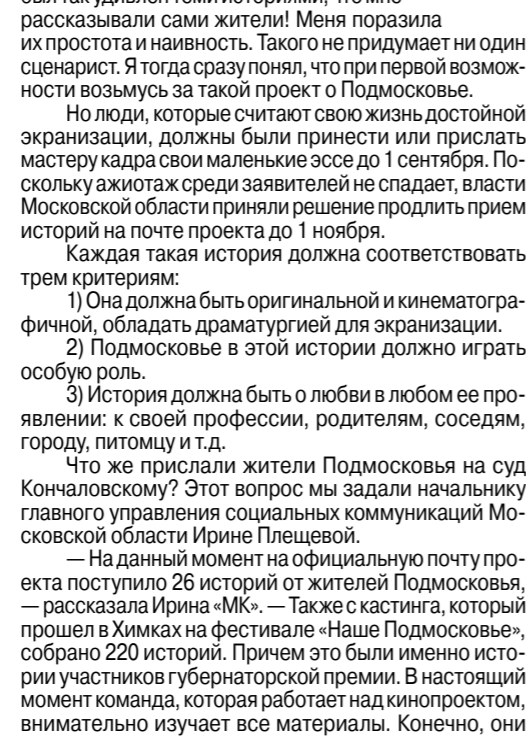 рассказывали сами жители! Меня поразила
их простота и наивность. Такого не придумает ни один
сценарист. Я тогда сразу понял, что при первой возмож-
ности возьмусь за такой проект о Подмосковье.
Но люди, которые считают свою жизнь достойной
экранизации, должны были принести или прислать
мастеру кадра свои маленькие эссе до 1 сентября. По-
скольку ажиотаж среди заявителей не спадает, власти
Московской области приняли решение продлить прием
историй на почте проекта до 1 ноября.
Каждая такая история должна соответствовать
трем критериям:
1) Она должна быть оригинальной и кинематогра-
фичной, обладать драматургией для экранизации.
2) Подмосковье в этой истории должно играть
особую роль.
3) История должна быть о любви в любом ее про-
явлении: к своей профессии, родителям, соседям,
городу, питомцу и т.д.
Что же прислали жители Подмосковья на суд
Кончаловскому? Этот вопрос мы задали начальнику
главного управления социальных коммуникаций Мо-
сковской области Ирине Плещевой.
— На данный момент на официальную почту про-
екта поступило 26 историй от жителей Подмосковья,
— рассказала Ирина «МК». — Также с кастинга, который
прошел в Химках на фестивале «Наше Подмосковье»,
собрано 220 историй. Причем это были именно исто-
рии участников губернаторской премии. В настоящий
момент команда, которая работает над кинопроектом,
внимательно изучает все материалы. Конечно, они